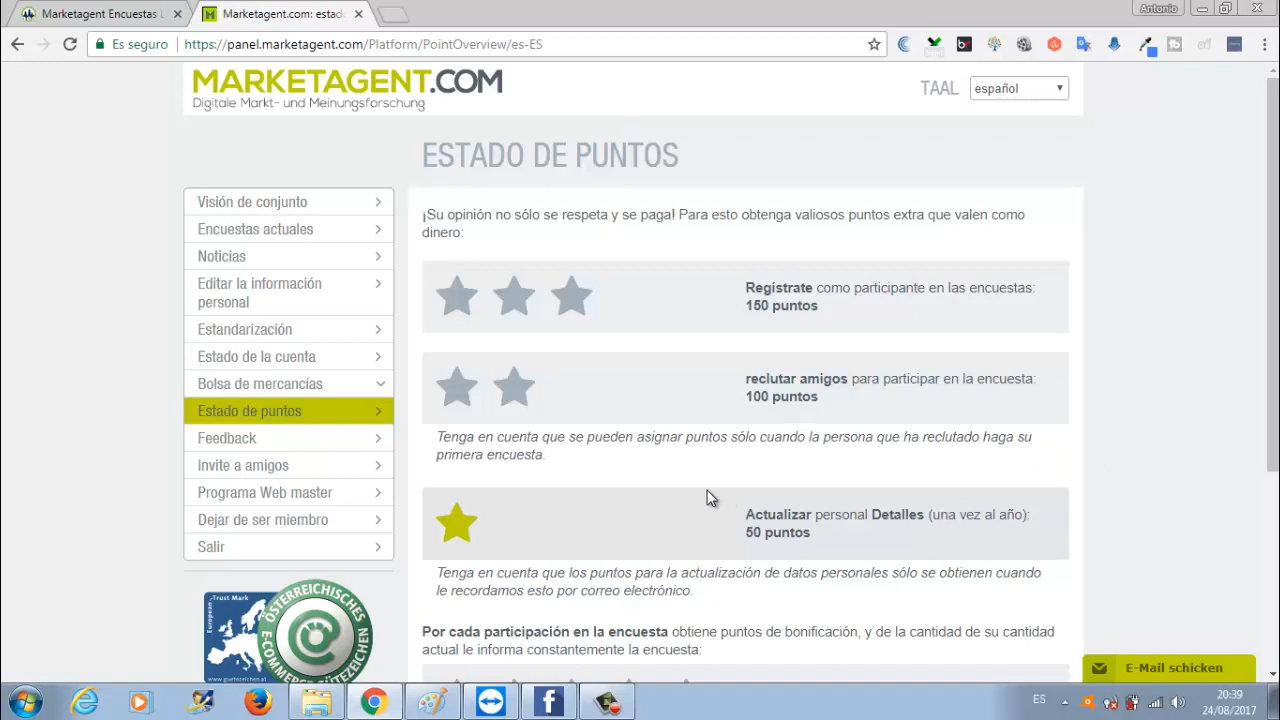 Marketagent Encuestas
Marketagent.com: estad
Antonio
Es seguro
https://panel.marketagent.com/Platform/PointOverview/es-ES
MARKETAGENT.COM
Digitale Markt- und Meinungsforschung
TAAL
español
ESTADO DE PUNTOS
Visión de conjunto
Encuestas actuales
Noticias
Editar la información
personal
Estandarización
Estado de la cuenta
Bolsa de mercancías
Estado de puntos
Feedback
Invite a amigos
Programa Web master
Dejar de ser miembro
Salir
European
Trust Mark
ÖSTERREICHISCHES
E-COMMERCE-GÜTEZEICHEN
www.guetezeichen.at
¡Su opinión no sólo se respeta y se paga! Para esto obtenga valiosos puntos extra que valen como
dinero:
Regístrate como participante en las encuestas:
150 puntos
reclutar amigos para participar en la encuesta:
100 puntos
Tenga en cuenta que se pueden asignar puntos sólo cuando la persona que ha reclutado haga su
primera encuesta.
Actualizar personal Detalles (una vez al año):
50 puntos
Tenga en cuenta que los puntos para la actualización de datos personales sólo se obtienen cuando
le recordamos esto por correo electrónico.
Por cada participación en la encuesta obtiene puntos de bonificación, y de la cantidad de su cantidad
actual le informa constantemente la encuesta:
E-Mail schicken
ES
20:39
24/08/2017